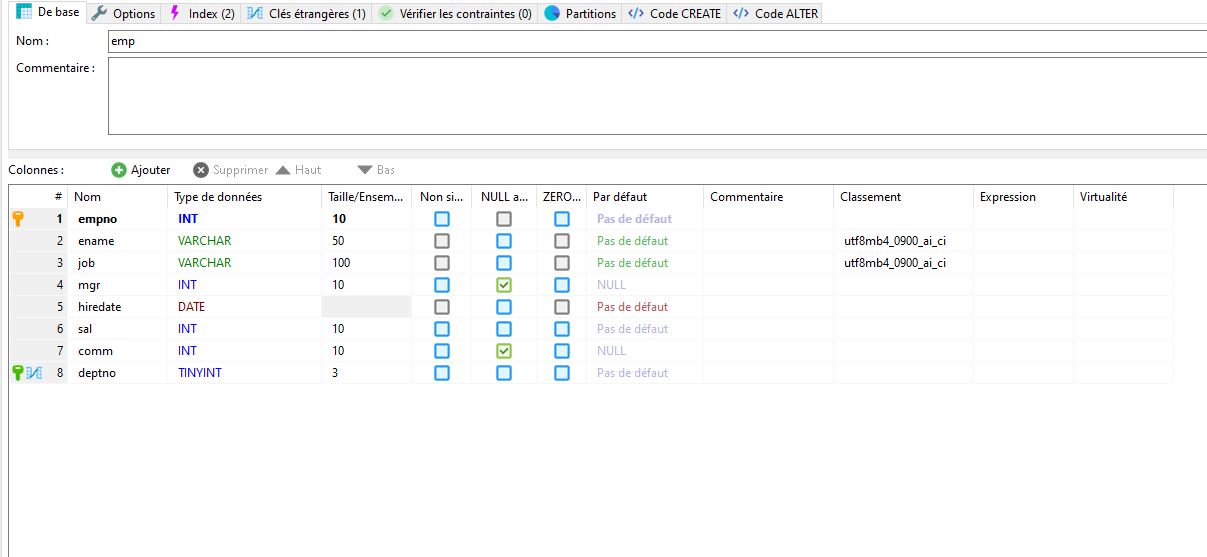 De base Options Index (2) Clés étrangères (1) Vérifier les contraintes (0) Partitions Code CREATE Code ALTER
Nom : emp
Commentaire :
Colonnes : Ajouter Supprimer Haut Bas
# Nom Type de données Taille/Ensem... Non si... NULL a... ZERO... Par défaut Commentaire Classement Expression Virtualité
1 empno INT 10 Pas de défaut
2 ename VARCHAR 50 Pas de défaut utf8mb4_0900_ai_ci
3 job VARCHAR 100 Pas de défaut utf8mb4_0900_ai_ci
4 mgr INT 10 NULL
5 hiredate DATE Pas de défaut
6 sal INT 10 Pas de défaut
7 comm INT 10 NULL
8 deptno TINYINT 3 Pas de défaut